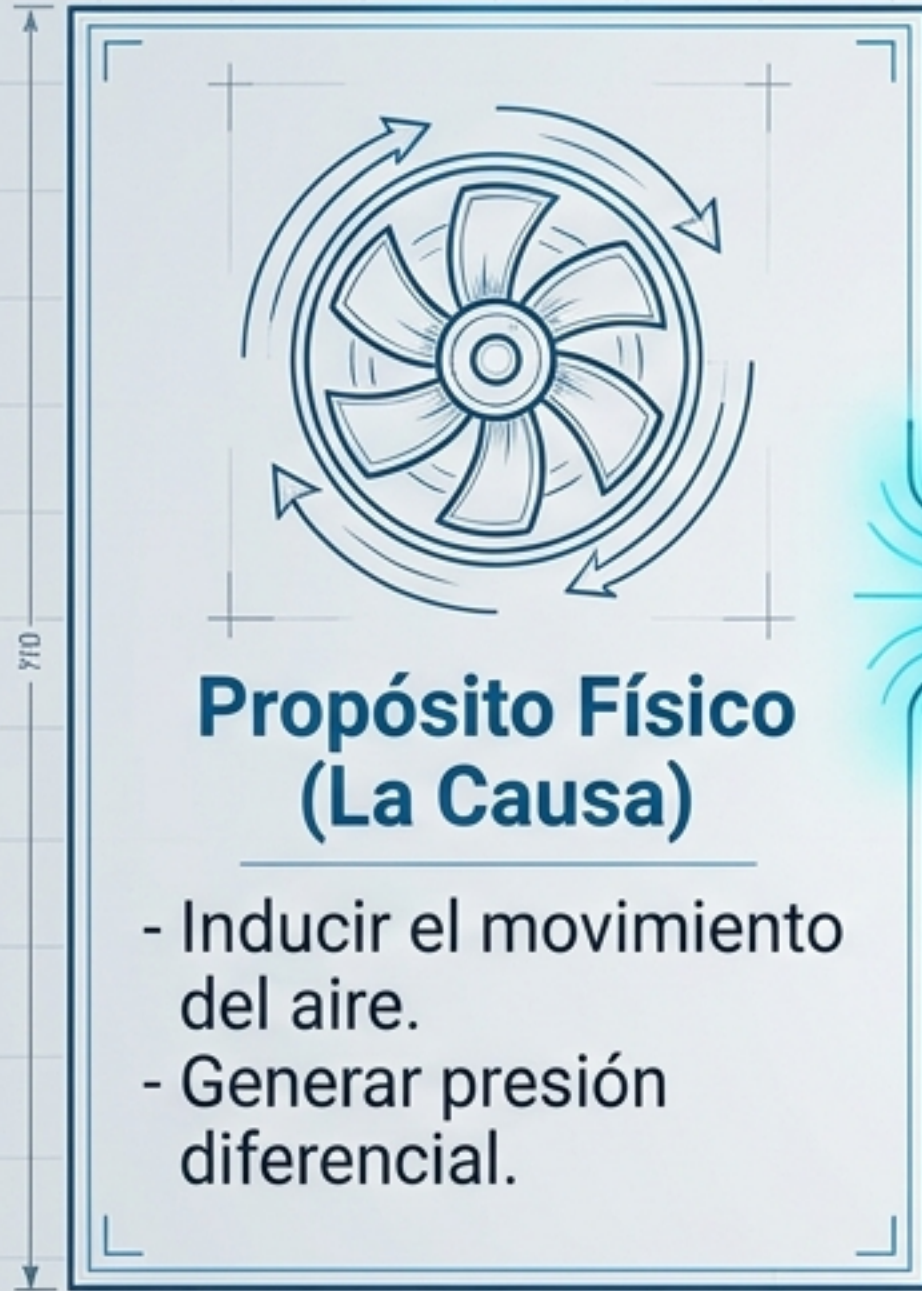 Propósito Físico
(La Causa)
- Inducir el movimiento
del aire.
- Generar presión
diferencial.